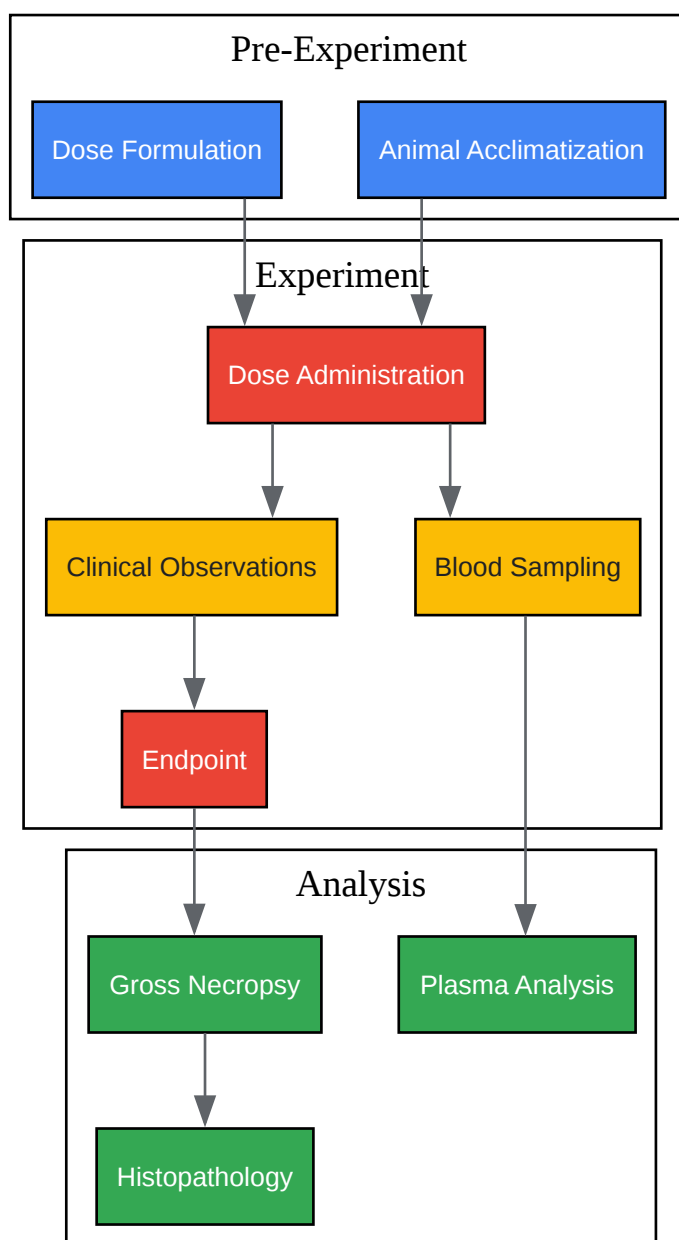 Pre-Experiment
Dose Formulation
Animal Acclimatization
Experiment
Dose Administration
Clinical Observations
Blood Sampling
Endpoint
Analysis
Gross Necropsy
Plasma Analysis
Histopathology